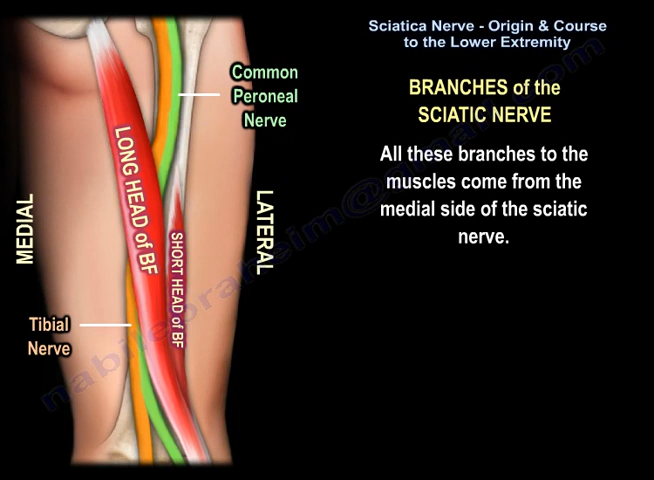 Sciatica Nerve - Origin & Course
to the Lower Extremity
BRANCHES of the
SCIATIC NERVE
All these branches to the
muscles come from the
medial side of the sciatic
nerve.
Common
Peroneal
Nerve
LONG HEAD of BF
SHORT HEAD of BF
MEDIAL
LATERAL
Tibial
Nerve